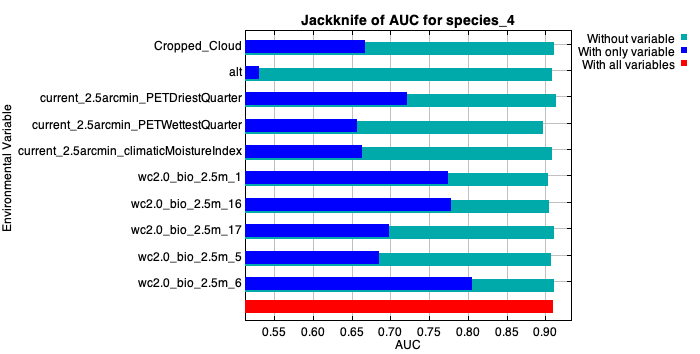 Jackknife of AUC for species_4
Without variable
With only variable
With all variables
Environmental Variable
Cropped_Cloud
alt
current_2.5arcmin_PETDriestQuarter
current_2.5arcmin_PETWettestQuarter
current_2.5arcmin_climaticMoistureIndex
wc2.0_bio_2.5m_1
wc2.0_bio_2.5m_16
wc2.0_bio_2.5m_17
wc2.0_bio_2.5m_5
wc2.0_bio_2.5m_6
0.55 0.60 0.65 0.70 0.75 0.80 0.85 0.90
AUC